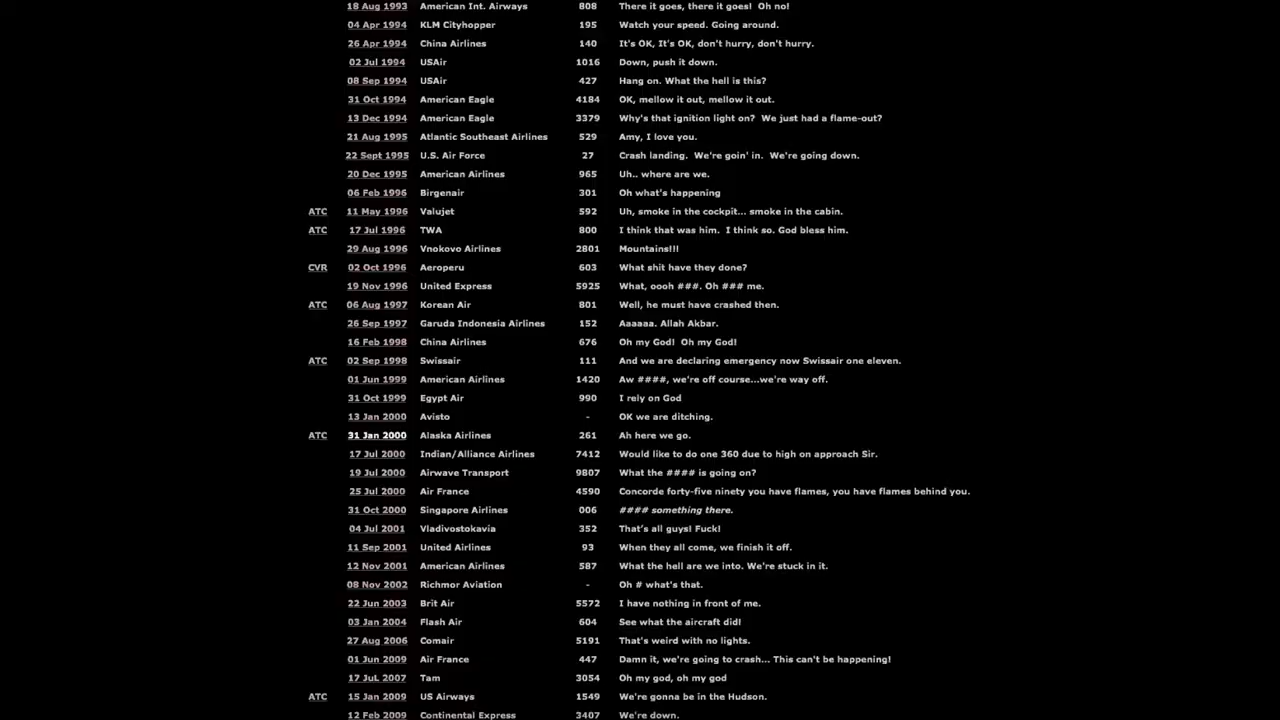 18 Aug 1993 American Int. Airways 808 There it goes, there it goes! Oh no!
04 Apr 1994 KLM Cityhopper 195 Watch your speed. Going around.
26 Apr 1994 China Airlines 140 It's OK, It's OK, don't hurry, don't hurry.
02 Jul 1994 USAir 1016 Down, push it down.
08 Sep 1994 USAir 427 Hang on. What the hell is this?
31 Oct 1994 American Eagle 4184 OK, mellow it out, mellow it out.
13 Dec 1994 American Eagle 3379 Why's that ignition light on? We just had a flame-out?
21 Aug 1995 Atlantic Southeast Airlines 529 Amy, I love you.
22 Sept 1995 U.S. Air Force 27 Crash landing. We're goin' in. We're going down.
20 Dec 1995 American Airlines 965 Uh.. where are we.
06 Feb 1996 Birgenair 301 Oh what's happening
ATC 11 May 1996 Valujet 592 Uh, smoke in the cockpit... smoke in the cabin.
ATC 17 Jul 1996 TWA 800 I think that was him. I think so. God bless him.
29 Aug 1996 Vnokovo Airlines 2801 Mountains!!!
CVR 02 Oct 1996 Aeroperu 603 What shit have they done?
19 Nov 1996 United Express 5925 What, oooh ###. Oh ### me.
ATC 06 Aug 1997 Korean Air 801 Well, he must have crashed then.
26 Sep 1997 Garuda Indonesia Airlines 152 Aaaaaa. Allah Akbar.
16 Feb 1998 China Airlines 676 Oh my God! Oh my God!
ATC 02 Sep 1998 Swissair 111 And we are declaring emergency now Swissair one eleven.
01 Jun 1999 American Airlines 1420 Aw ####, we're off course...we're way off.
31 Oct 1999 Egypt Air 990 I rely on God
13 Jan 2000 Avisto - OK we are ditching.
ATC 31 Jan 2000 Alaska Airlines 261 Ah here we go.
17 Jul 2000 Indian/Alliance Airlines 7412 Would like to do one 360 due to high on approach Sir.
19 Jul 2000 Airwave Transport 9807 What the #### is going on?
25 Jul 2000 Air France 4590 Concorde forty-five ninety you have flames, you have flames behind you.
31 Oct 2000 Singapore Airlines 006 #### something there.
04 Jul 2001 Vladivostokavia 352 That's all guys! Fuck!
11 Sep 2001 United Airlines 93 When they all come, we finish it off.
12 Nov 2001 American Airlines 587 What the hell are we into. We're stuck in it.
08 Nov 2002 Richmor Aviation - Oh # what's that.
22 Jun 2003 Brit Air 5572 I have nothing in front of me.
03 Jan 2004 Flash Air 604 See what the aircraft did!
27 Aug 2006 Comair 5191 That's weird with no lights.
01 Jun 2009 Air France 447 Damn it, we're going to crash... This can't be happening!
17 JuL 2007 Tam 3054 Oh my god, oh my god
ATC 15 Jan 2009 US Airways 1549 We're gonna be in the Hudson.
12 Feb 2009 Continental Express 3407 We're down.